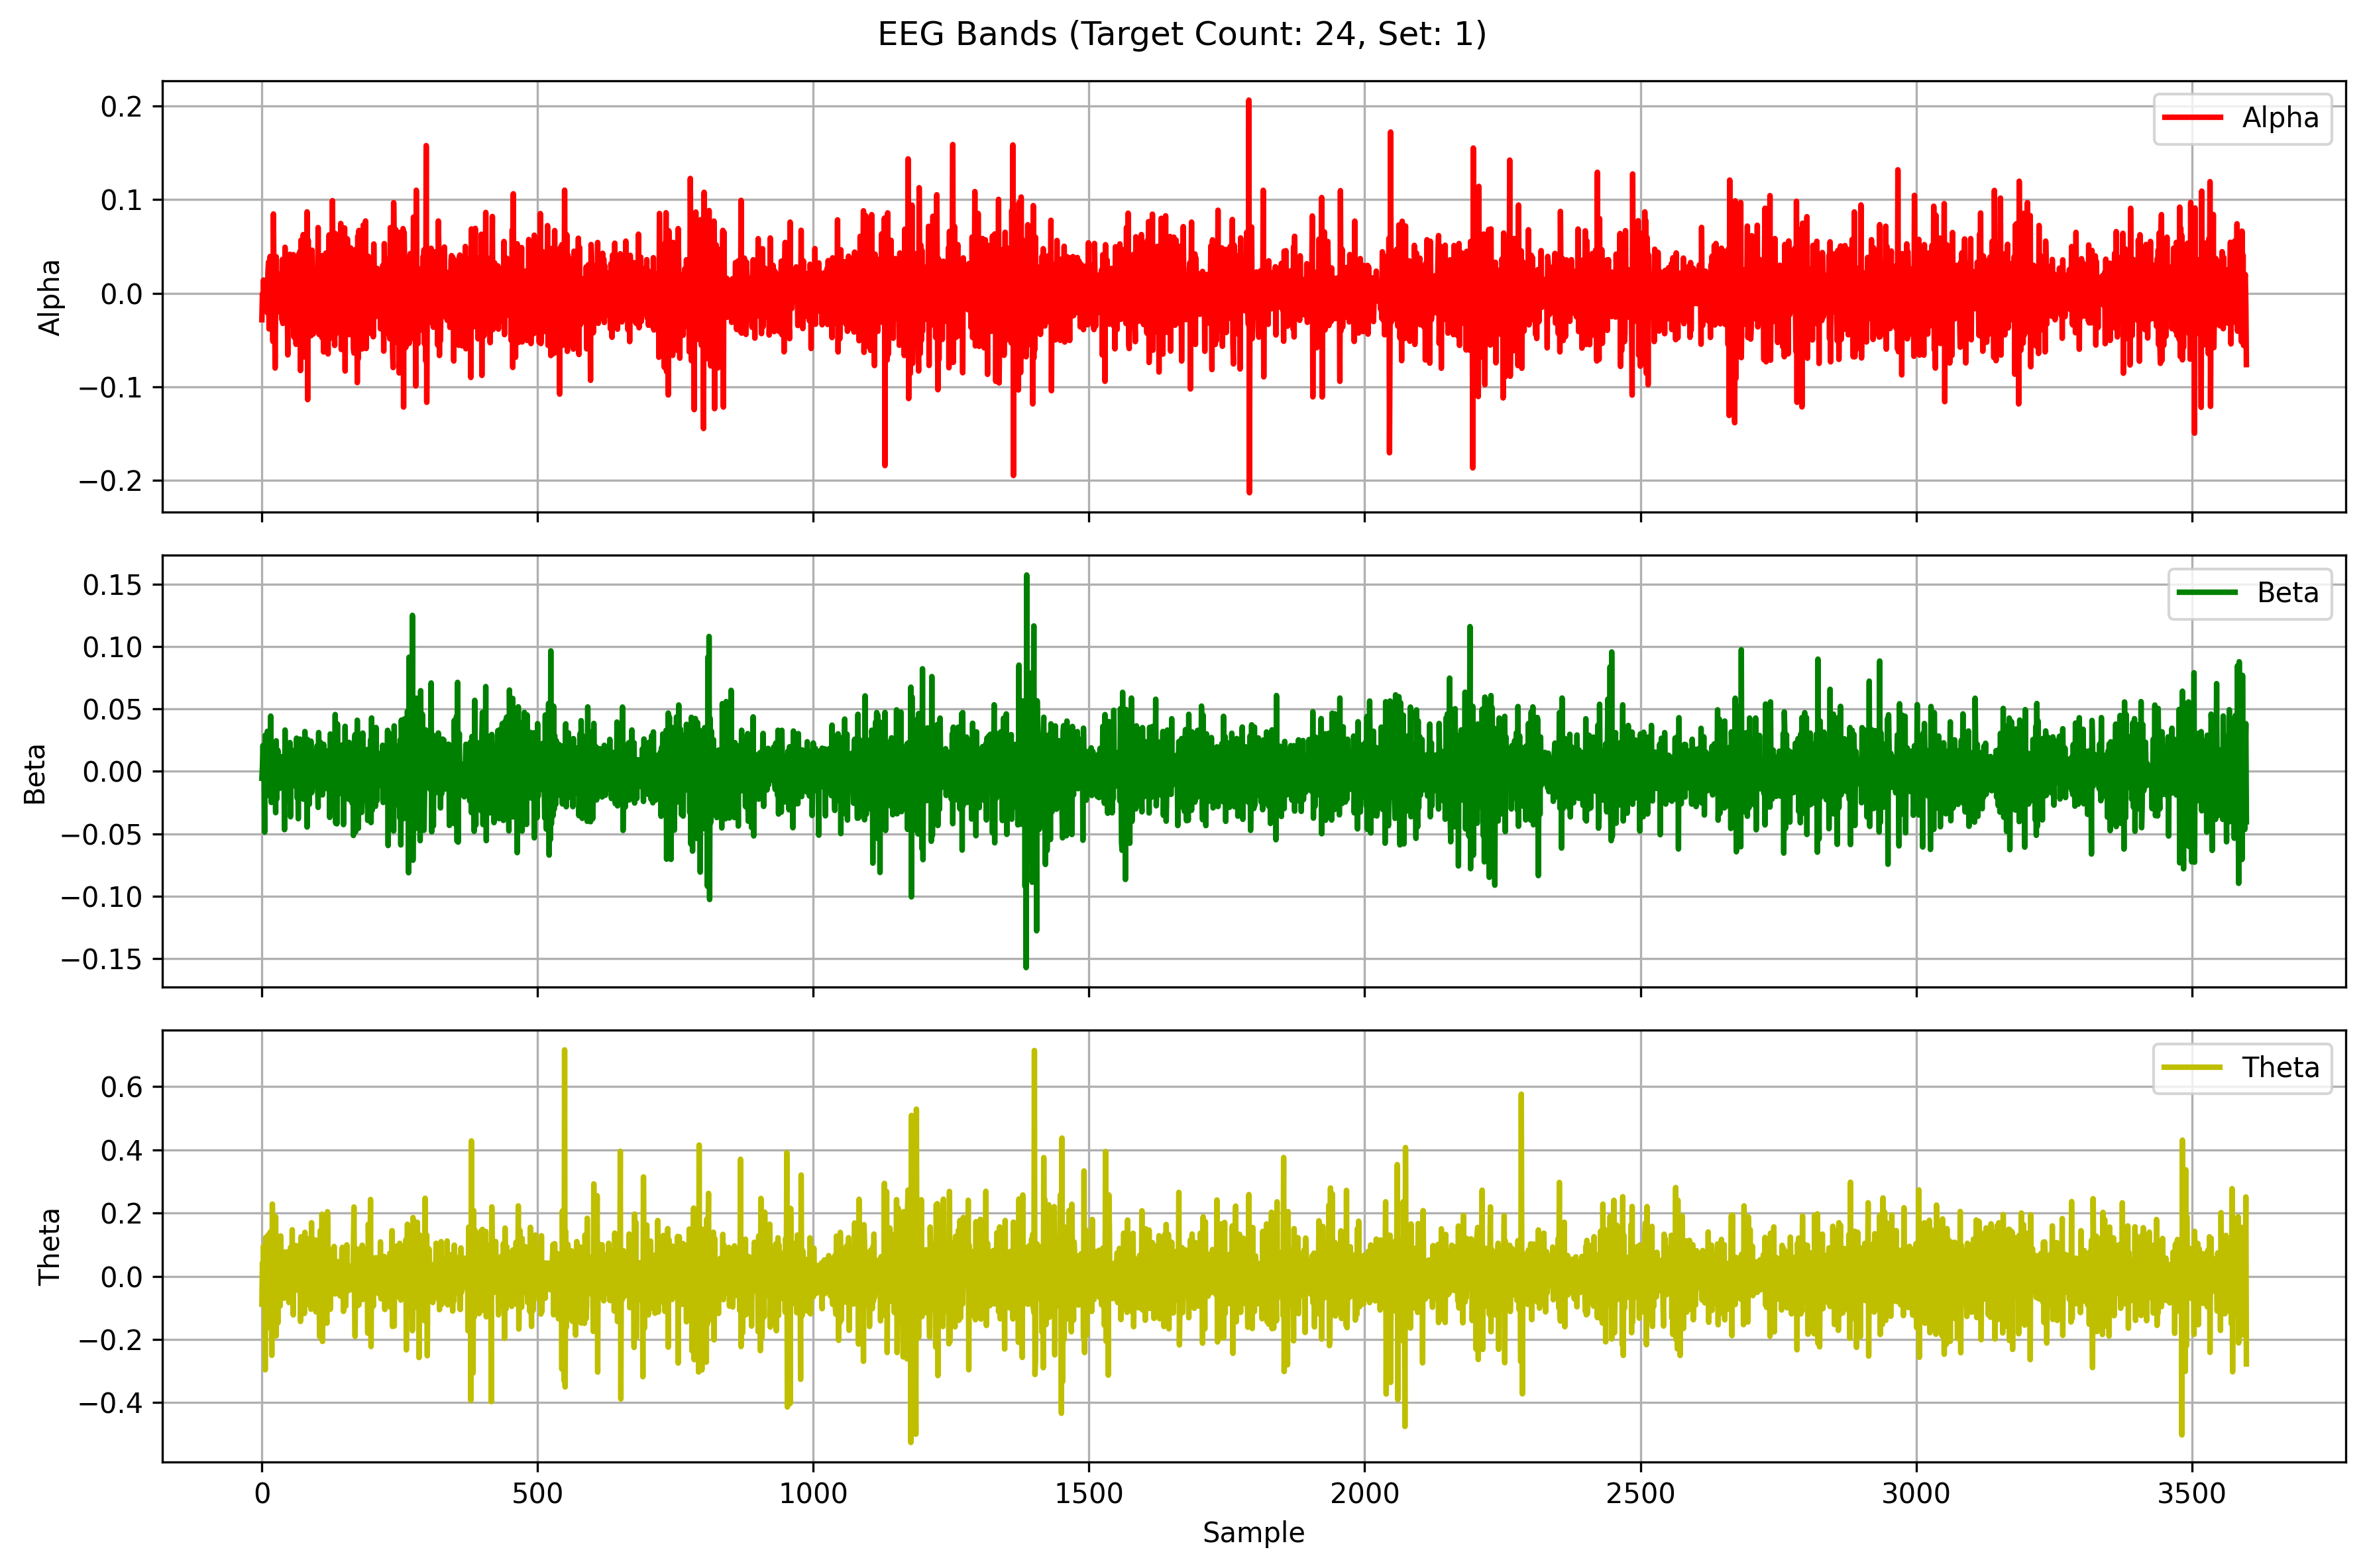 EEG Bands (Target Count: 24, Set: 1)
0.2
0.1
0.0
−0.1
−0.2
Alpha
Alpha
0.15
0.10
0.05
0.00
−0.05
−0.10
−0.15
Beta
Beta
0.6
0.4
0.2
0.0
−0.2
−0.4
Theta
Theta
0 500 1000 1500 2000 2500 3000 3500
Sample